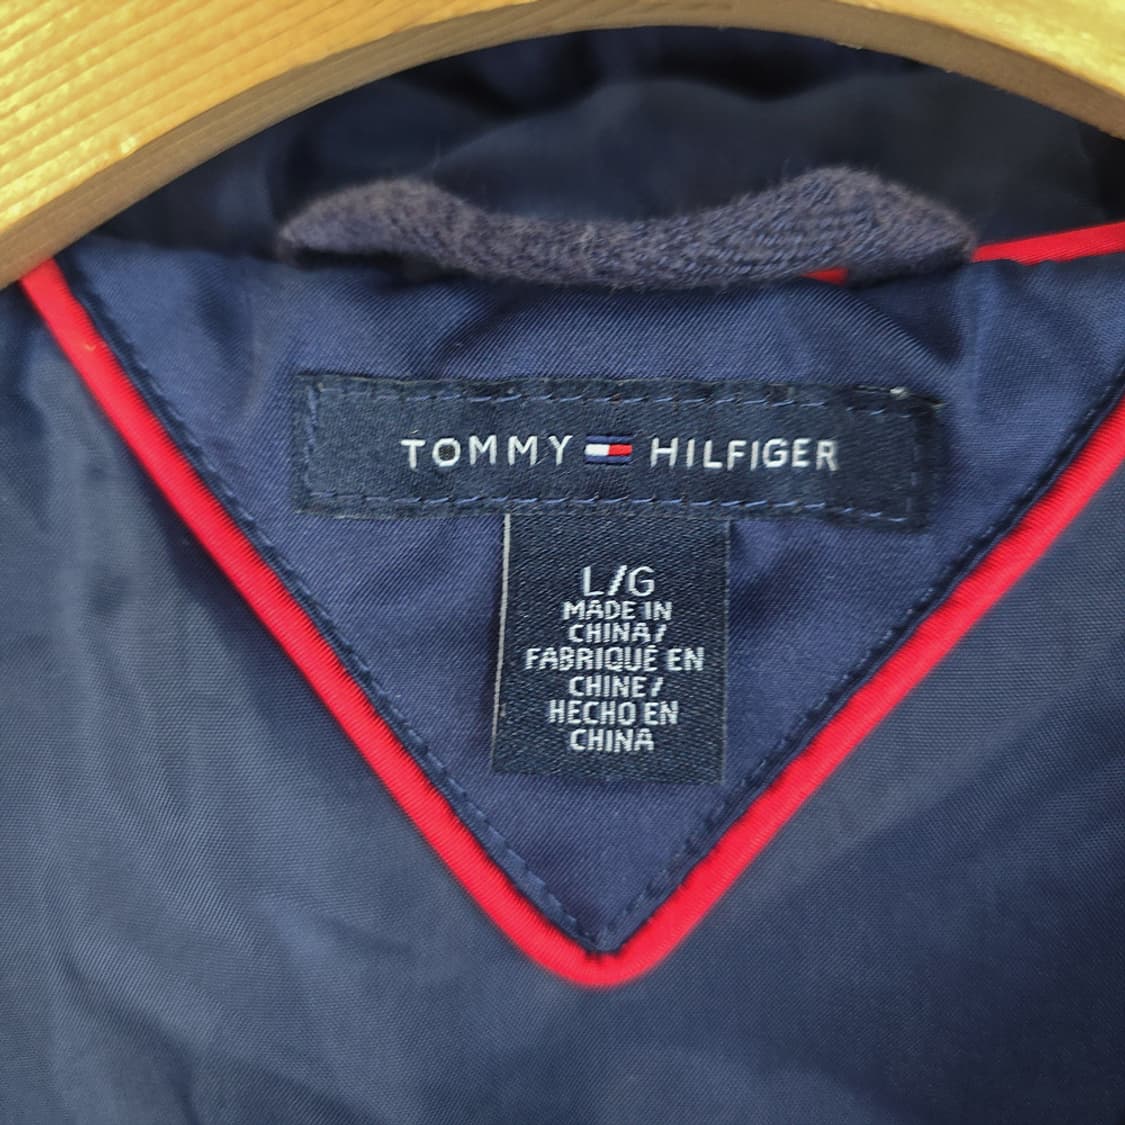 TOMMY HILFIGER
L/G
MADE IN
CHINA/
FABRIQUÉ EN
CHINE/
HECHO EN
CHINA